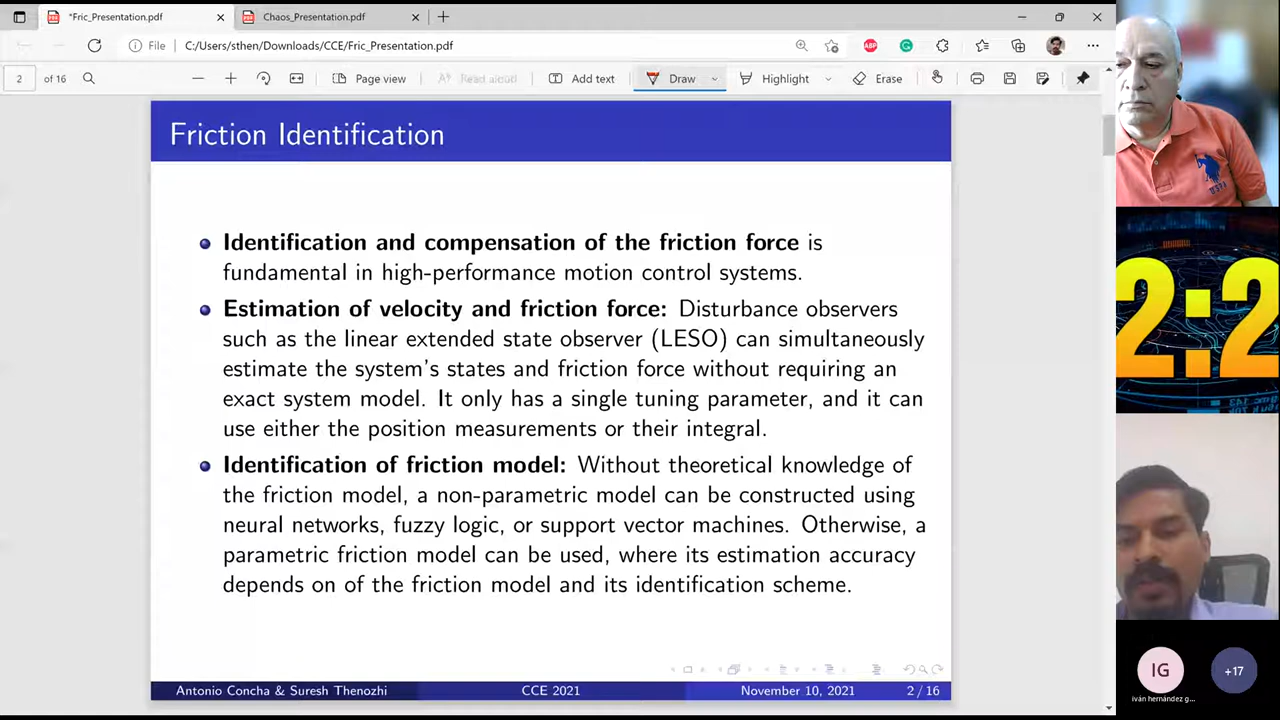 *Fric_Presentation.pdf
Chaos_Presentation.pdf
File
C:/Users/sthen/Downloads/CCE/Fric_Presentation.pdf
ABP
2 of 16
Page view
Read aloud
Add text
Draw
Highlight
Erase
Friction Identification
Identification and compensation of the friction force is
fundamental in high-performance motion control systems.
Estimation of velocity and friction force: Disturbance observers
such as the linear extended state observer (LESO) can simultaneously
estimate the system's states and friction force without requiring an
exact system model. It only has a single tuning parameter, and it can
use either the position measurements or their integral.
Identification of friction model: Without theoretical knowledge of
the friction model, a non-parametric model can be constructed using
neural networks, fuzzy logic, or support vector machines. Otherwise, a
parametric friction model can be used, where its estimation accuracy
depends on of the friction model and its identification scheme.
Antonio Concha & Suresh Thenozhi
CCE 2021
November 10, 2021
2 / 16
2:2
IG
+17
iván hernández g...